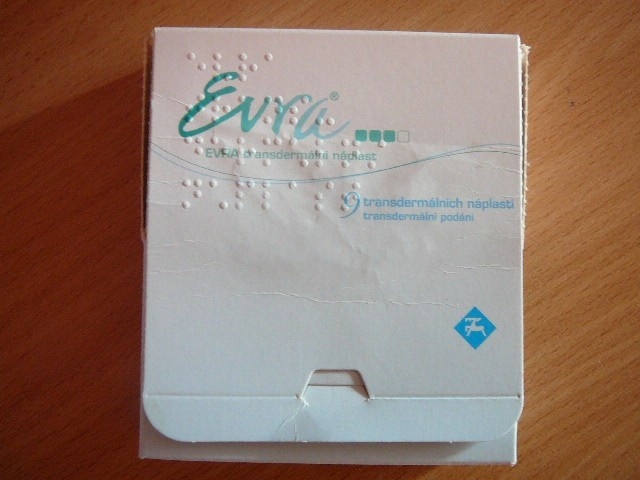 Evra®
EVRA transdermální náplast
9 transdermálních náplastí
transdermální podání